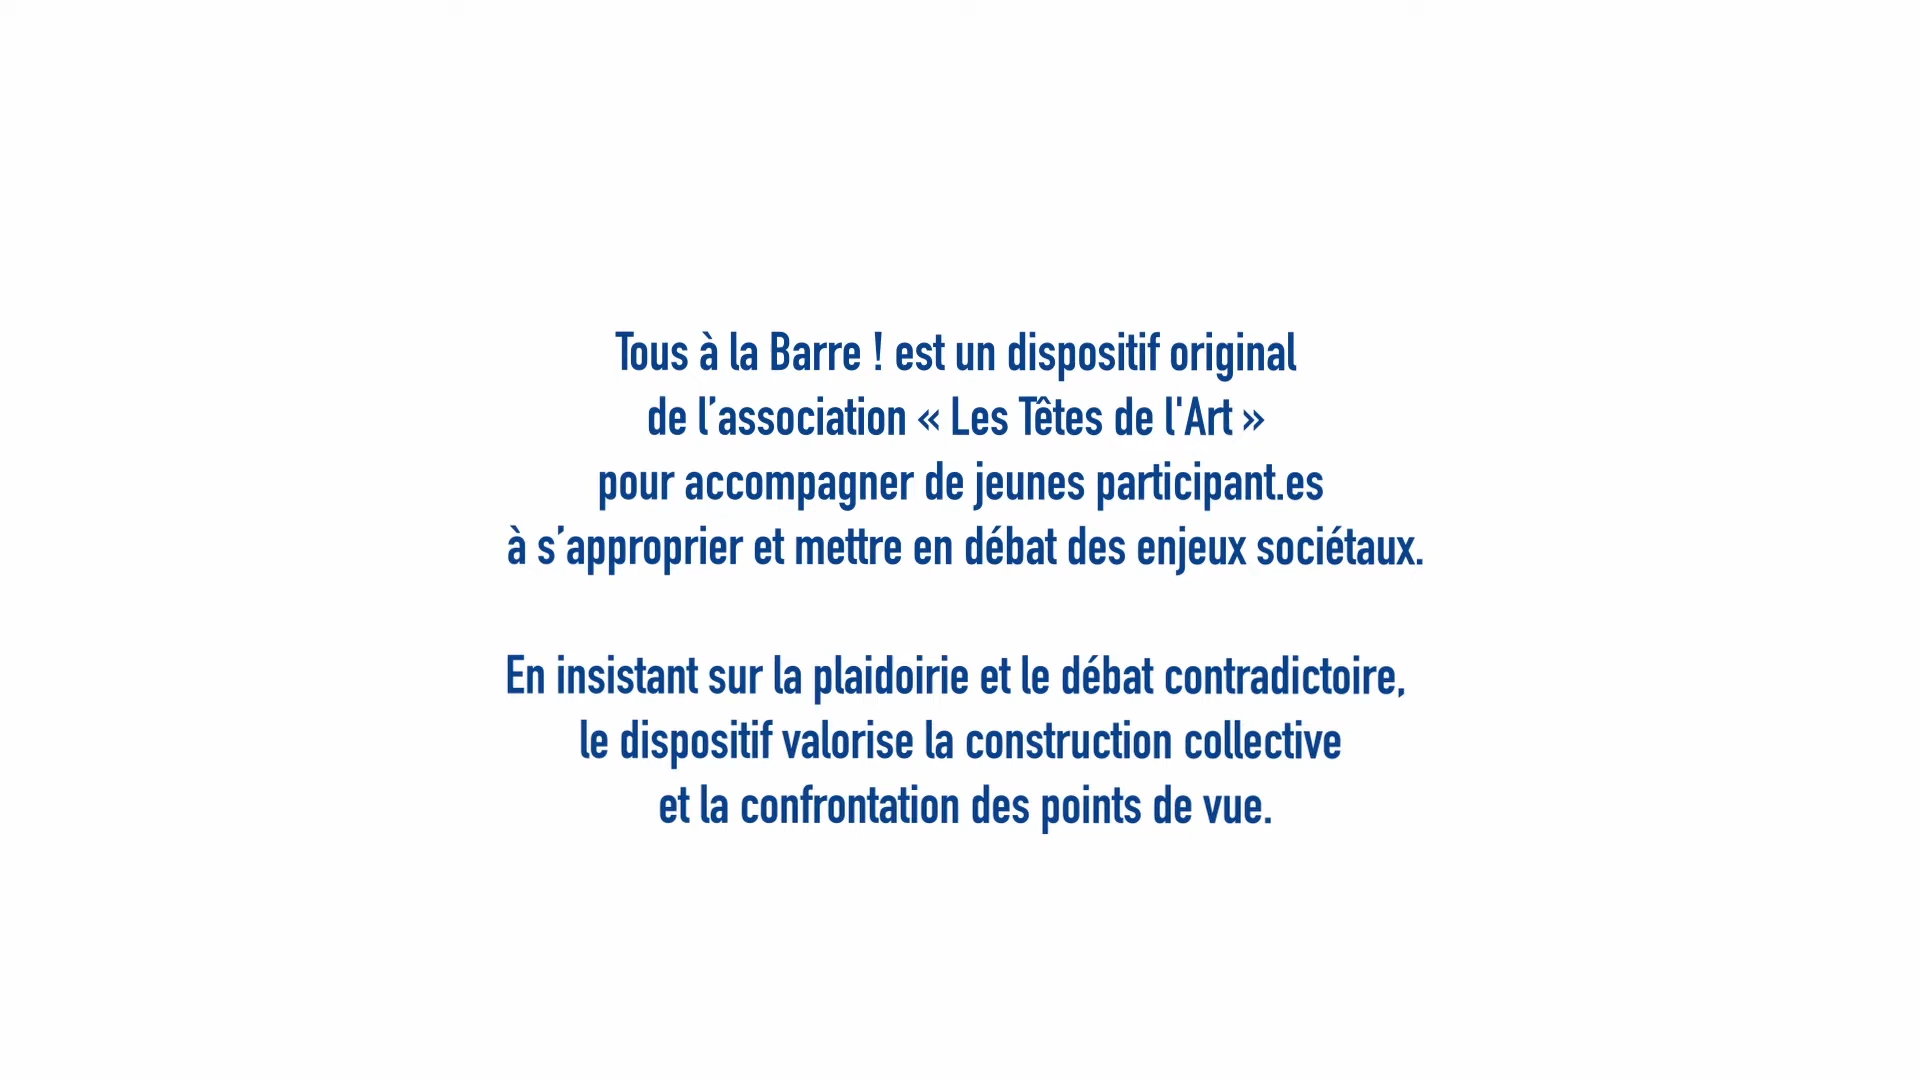 Tous à la Barre ! est un dispositif original
de l’association « Les Têtes de l'Art »
pour accompagner de jeunes participant.es
à s’approprier et mettre en débat des enjeux sociétaux.
En insistant sur la plaidoirie et le débat contradictoire,
le dispositif valorise la construction collective
et la confrontation des points de vue.